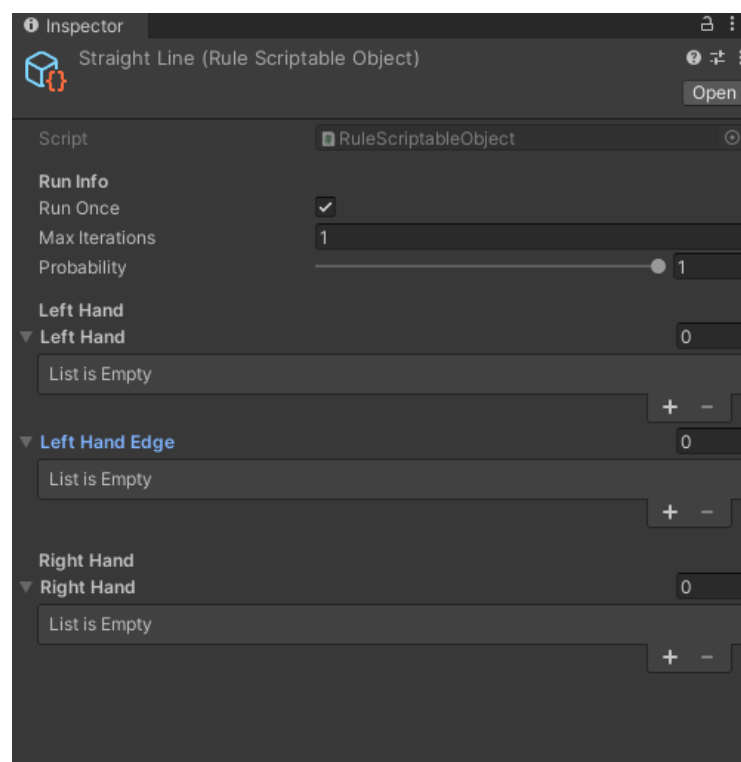 Inspector
Straight Line (Rule Scriptable Object)
Open
Script RuleScriptableObject
Run Info
Run Once
Max Iterations 1
Probability 1
Left Hand
Left Hand 0
List is Empty
+ −
Left Hand Edge 0
List is Empty
+ −
Right Hand
Right Hand 0
List is Empty
+ −